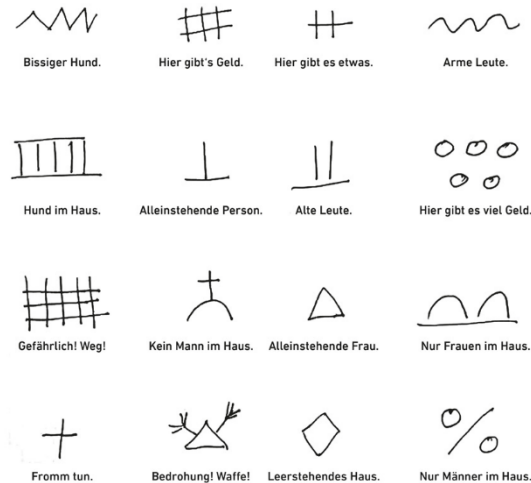 Bissiger Hund.
Hier gibt's Geld.
Hier gibt es etwas.
Arme Leute.
Hund im Haus.
Alleinstehende Person.
Alte Leute.
Hier gibt es viel Geld.
Gefährlich! Weg!
Kein Mann im Haus.
Alleinstehende Frau.
Nur Frauen im Haus.
Fromm tun.
Bedrohung! Waffe!
Leerstehendes Haus.
Nur Männer im Haus.